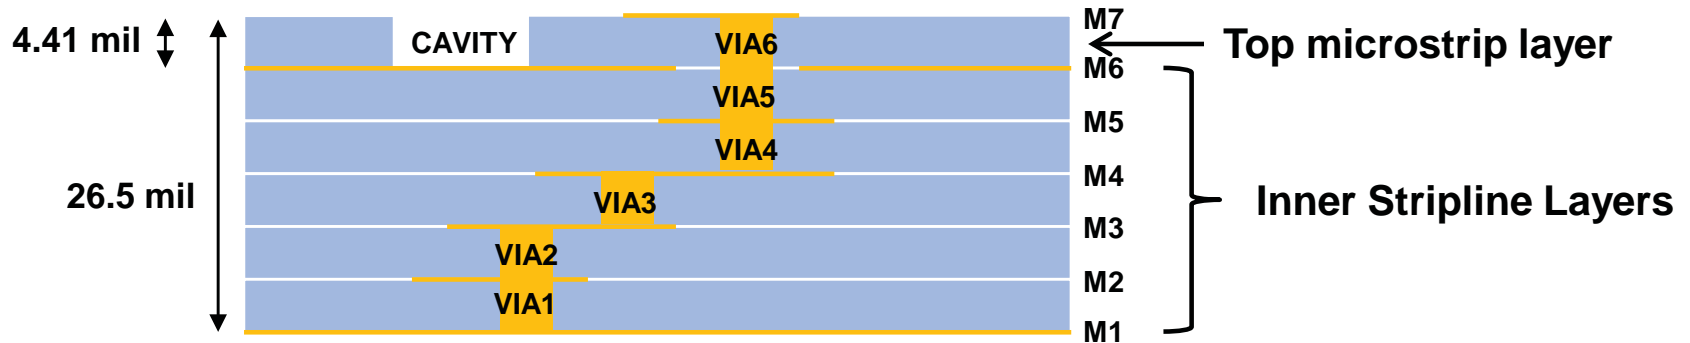 4.41 mil
26.5 mil
CAVITY
VIA6
VIA5
VIA4
VIA3
VIA2
VIA1
M7
M6
M5
M4
M3
M2
M1
Top microstrip layer
Inner Stripline Layers